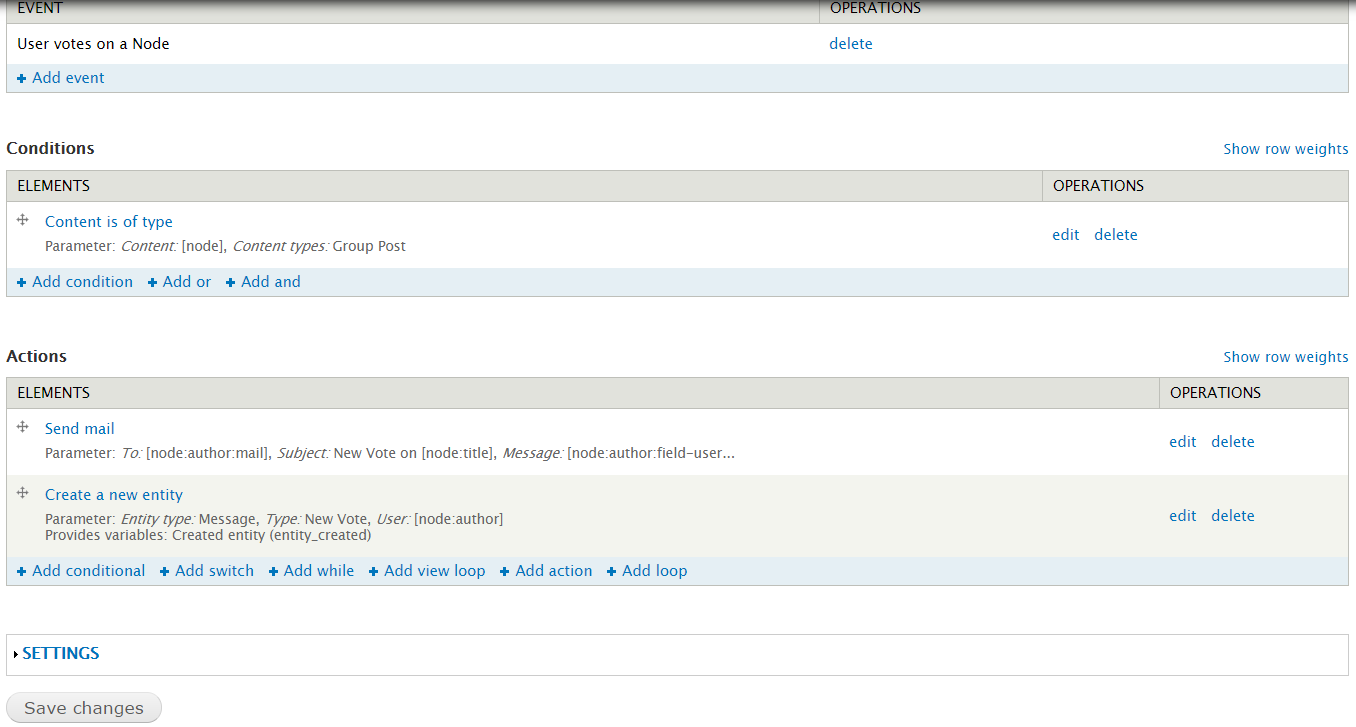 EVENT OPERATIONS
User votes on a Node delete
Add event
Conditions Show row weights
ELEMENTS OPERATIONS
Content is of type
Parameter: Content: [node], Content types: Group Post
edit delete
Add condition Add or Add and
Actions Show row weights
ELEMENTS OPERATIONS
Send mail
Parameter: To: [node:author:mail], Subject: New Vote on [node:title], Message: [node:author:field-user...
edit delete
Create a new entity
Parameter: Entity type: Message, Type: New Vote, User: [node:author]
Provides variables: Created entity (entity_created)
edit delete
Add conditional Add switch Add while Add view loop Add action Add loop
SETTINGS
Save changes